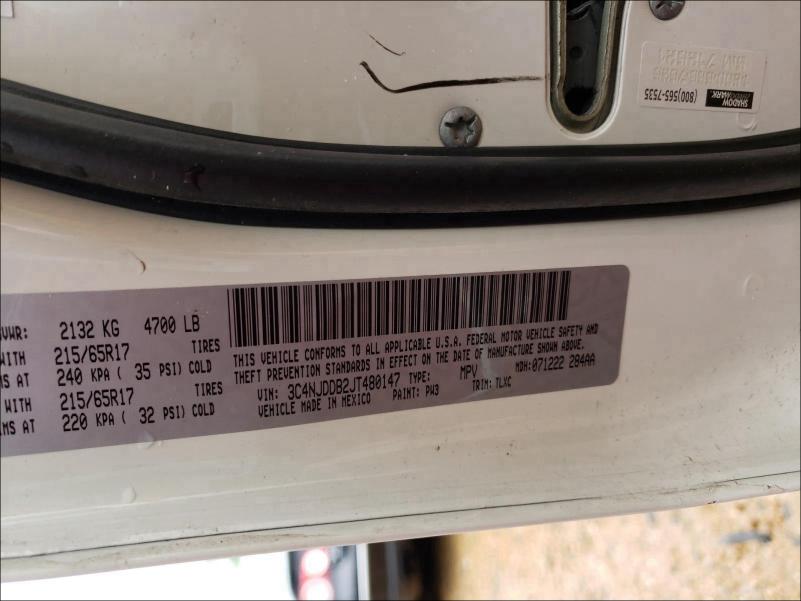 SHADOW
MARK.
(800)565-7535
VWR: 2132 KG 4700 LB
WITH 215/65R17 TIRES
MS AT 240 KPA ( 35 PSI) COLD
WITH 215/65R17 TIRES
IMS AT 220 KPA ( 32 PSI) COLD
THIS VEHICLE CONFORMS TO ALL APPLICABLE U.S.A. FEDERAL MOTOR VEHICLE SAFETY AND
THEFT PREVENTION STANDARDS IN EFFECT ON THE DATE OF MANUFACTURE SHOWN ABOVE.
VIN: 3C4NJDDB2JT480147 TYPE: MPV MDH: 071222 284AA
VEHICLE MADE IN MEXICO PAINT: PW3 TRIM: TLXC